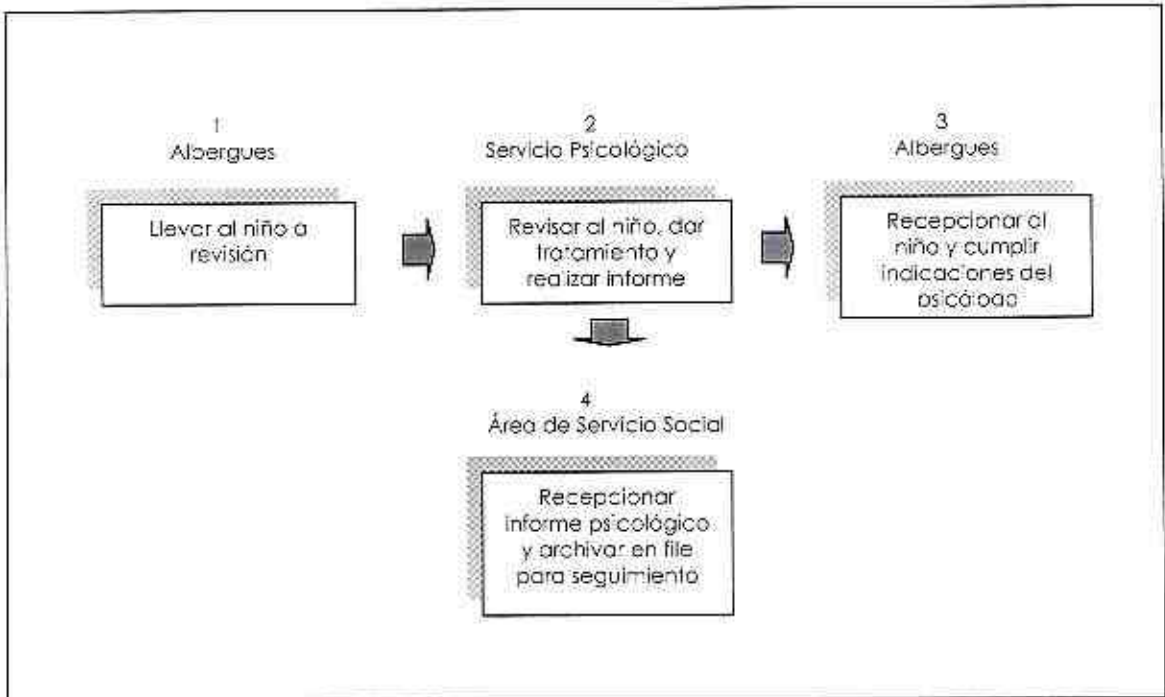 1
Albergues
Llevar al niño a
revisión
2
Servicio Psicológico
Revisar al niño, dar
tratamiento y
realizar informe
3
Albergues
Recepcionar al
niño y cumplir
indicaciones del
psicólogo
4
Área de Servicio Social
Recepcionar
informe psicológico
y archivar en file
para seguimiento